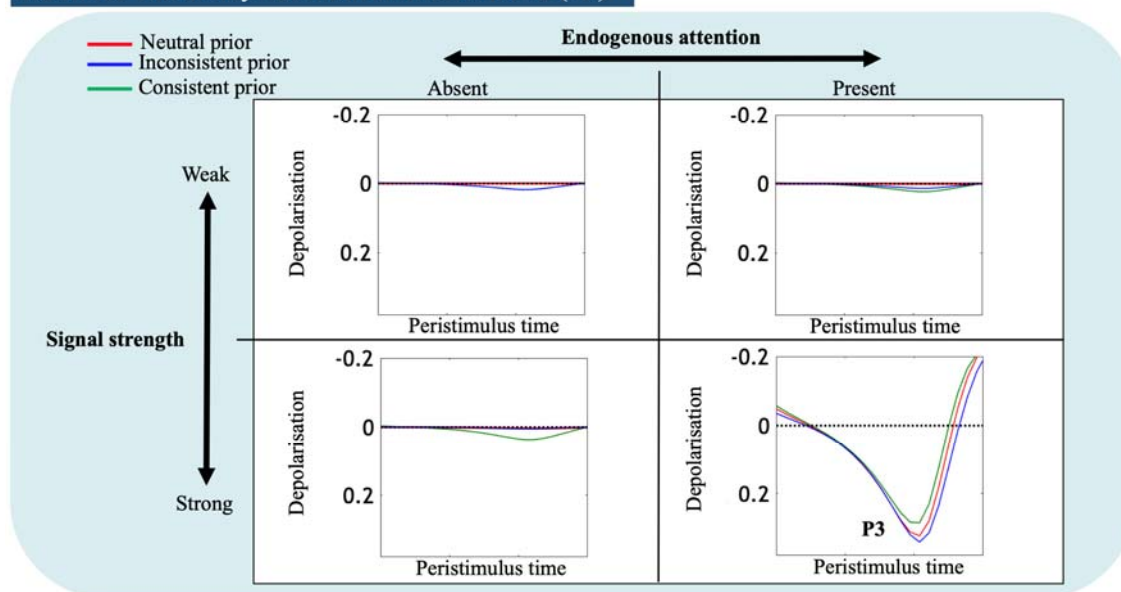 Neutral prior
Inconsistent prior
Consistent prior
Endogenous attention
Absent
Present
Weak
Signal strength
Strong
-0.2
0
0.2
Depolarisation
Peristimulus time
-0.2
0
0.2
Depolarisation
Peristimulus time
-0.2
0
0.2
Depolarisation
Peristimulus time
-0.2
0
0.2
Depolarisation
P3
Peristimulus time